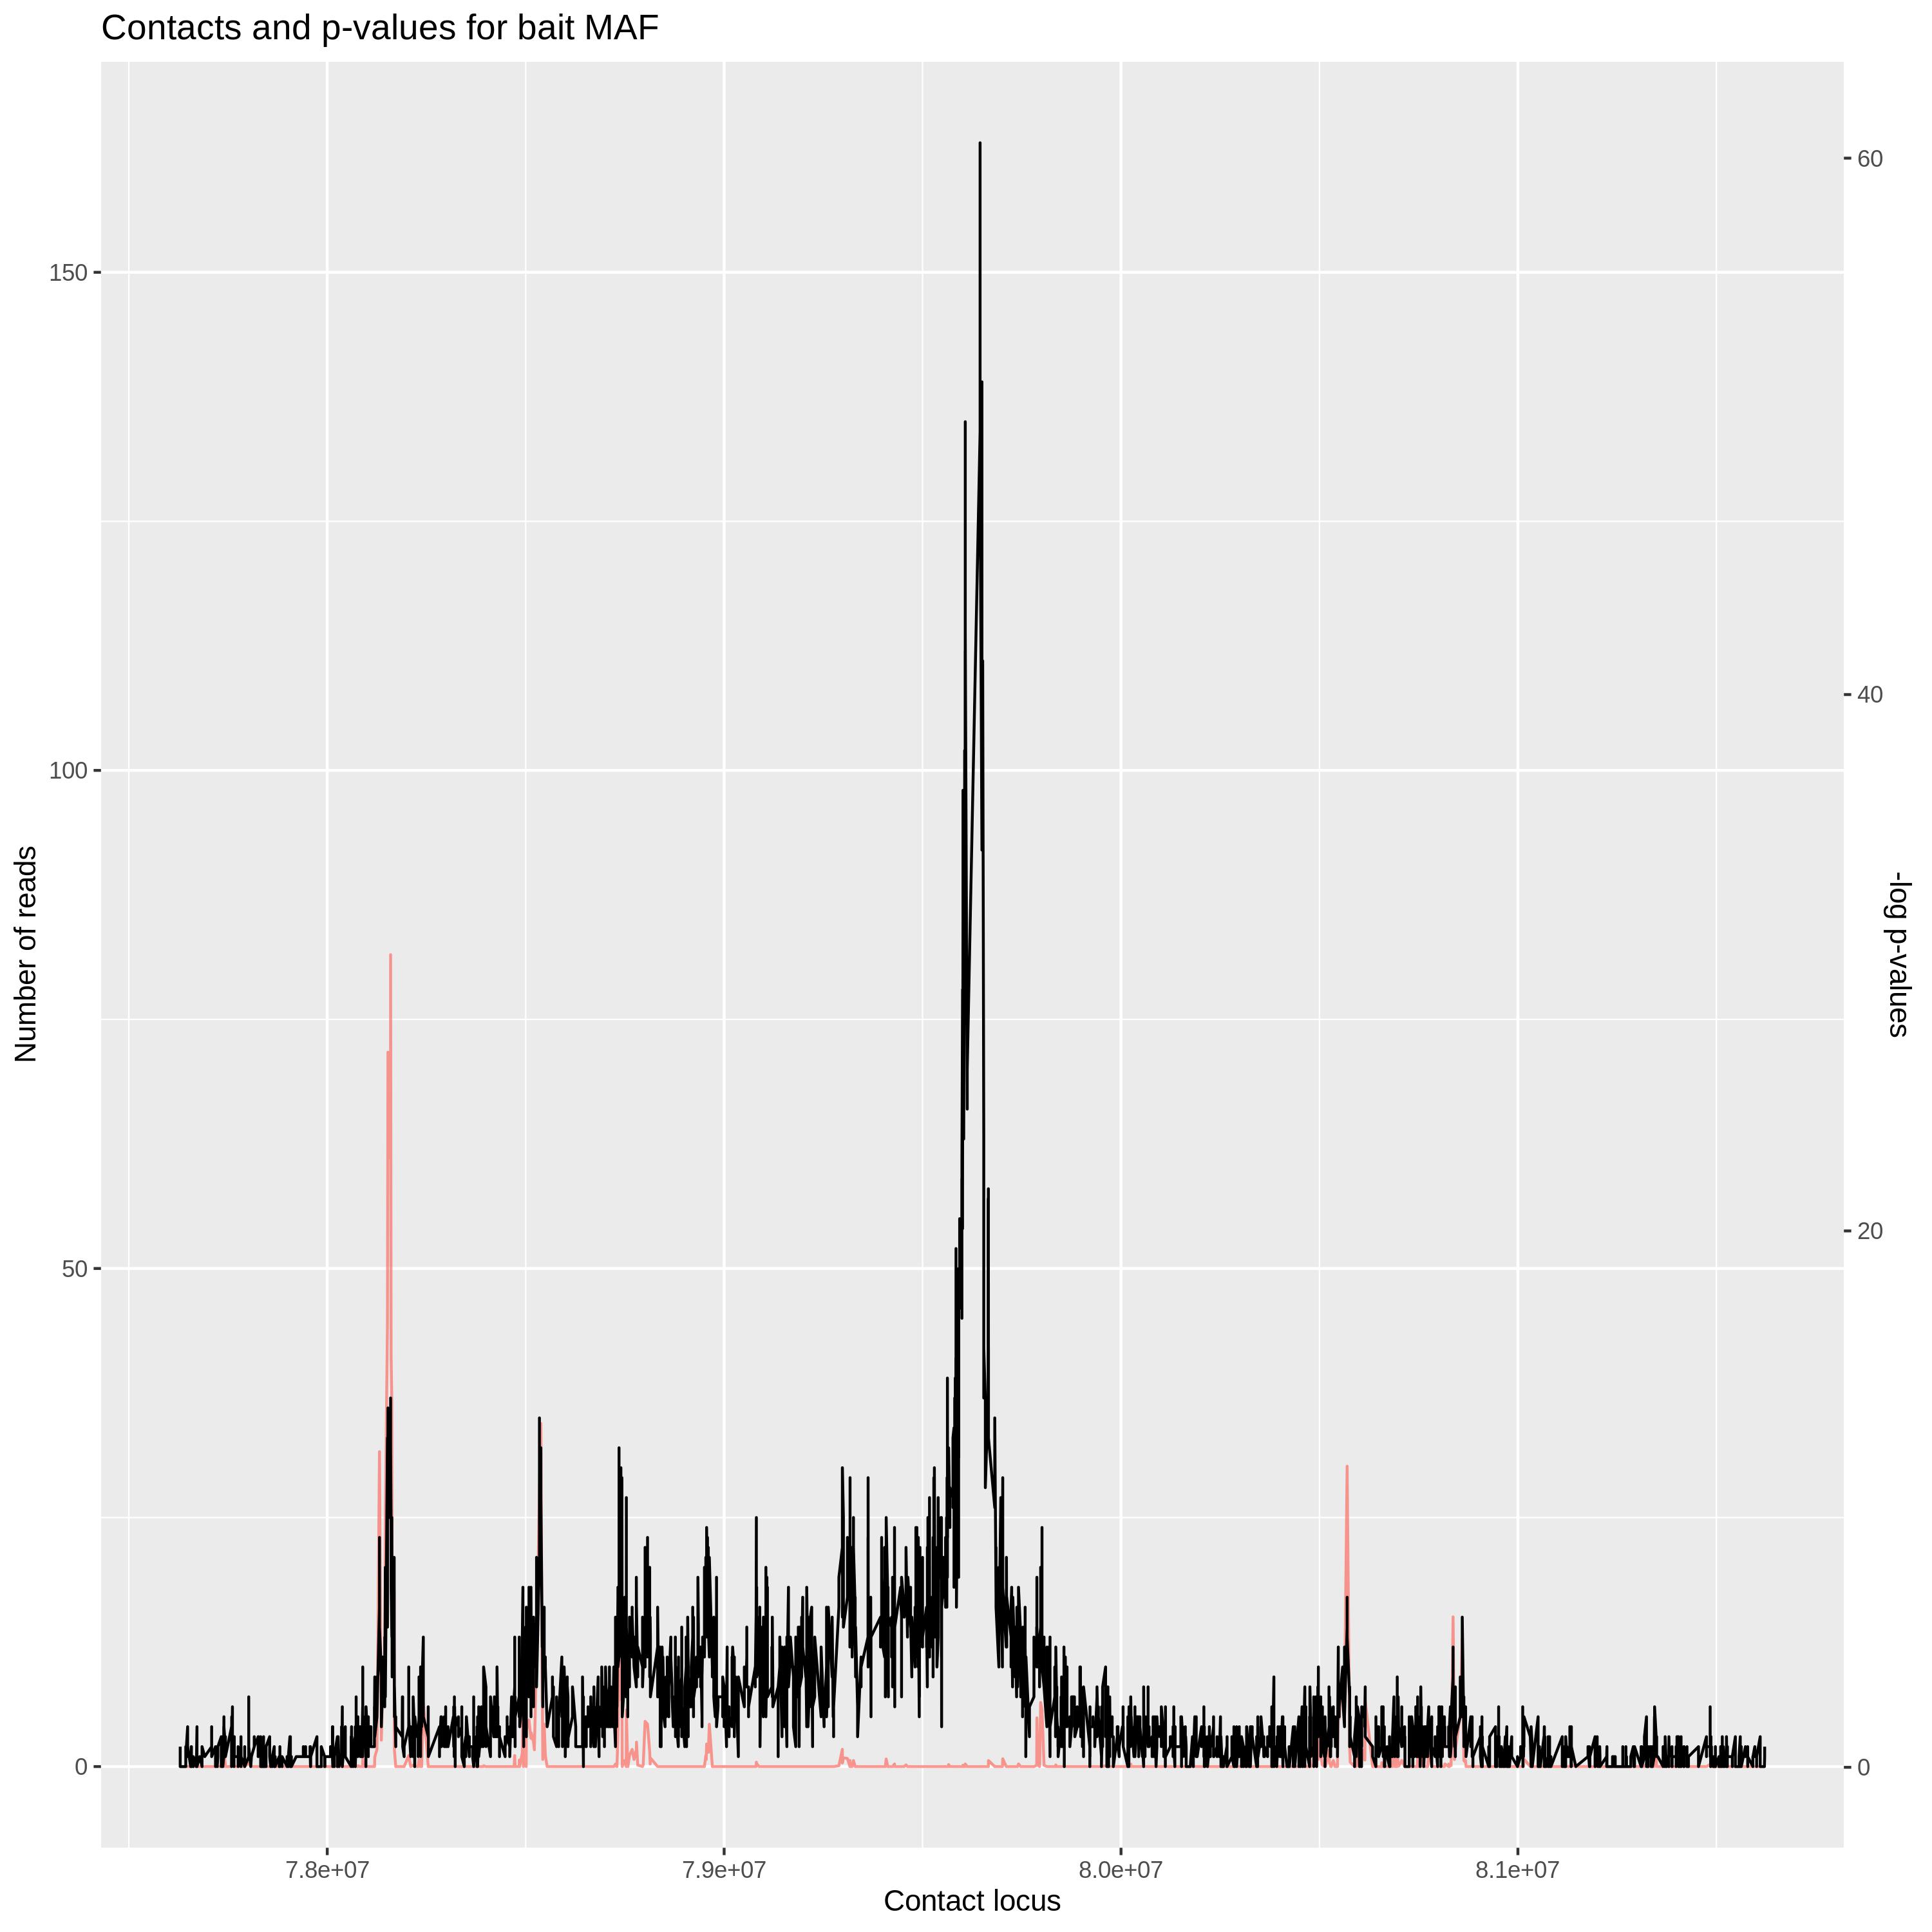 Contacts and p-values for bait MAF
150
100
50
0
60
40
20
0
Number of reads
-log p-values
7.8e+07
7.9e+07
8.0e+07
8.1e+07
Contact locus